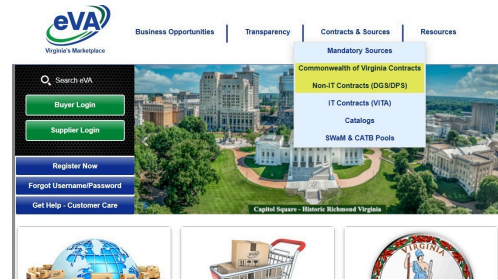 eVA
Virginia's Marketplace
Business Opportunities
Transparency
Contracts & Sources
Resources
Mandatory Sources
Commonwealth of Virginia Contracts
Non-IT Contracts (DGS/DPS)
IT Contracts (VITA)
Catalogs
SWaM & CATB Pools
Search eVA
Buyer Login
Supplier Login
Register Now
Forgot Username/Password
Get Help - Customer Care
Capitol Square - Historic Richmond Virginia
VIRGINIA